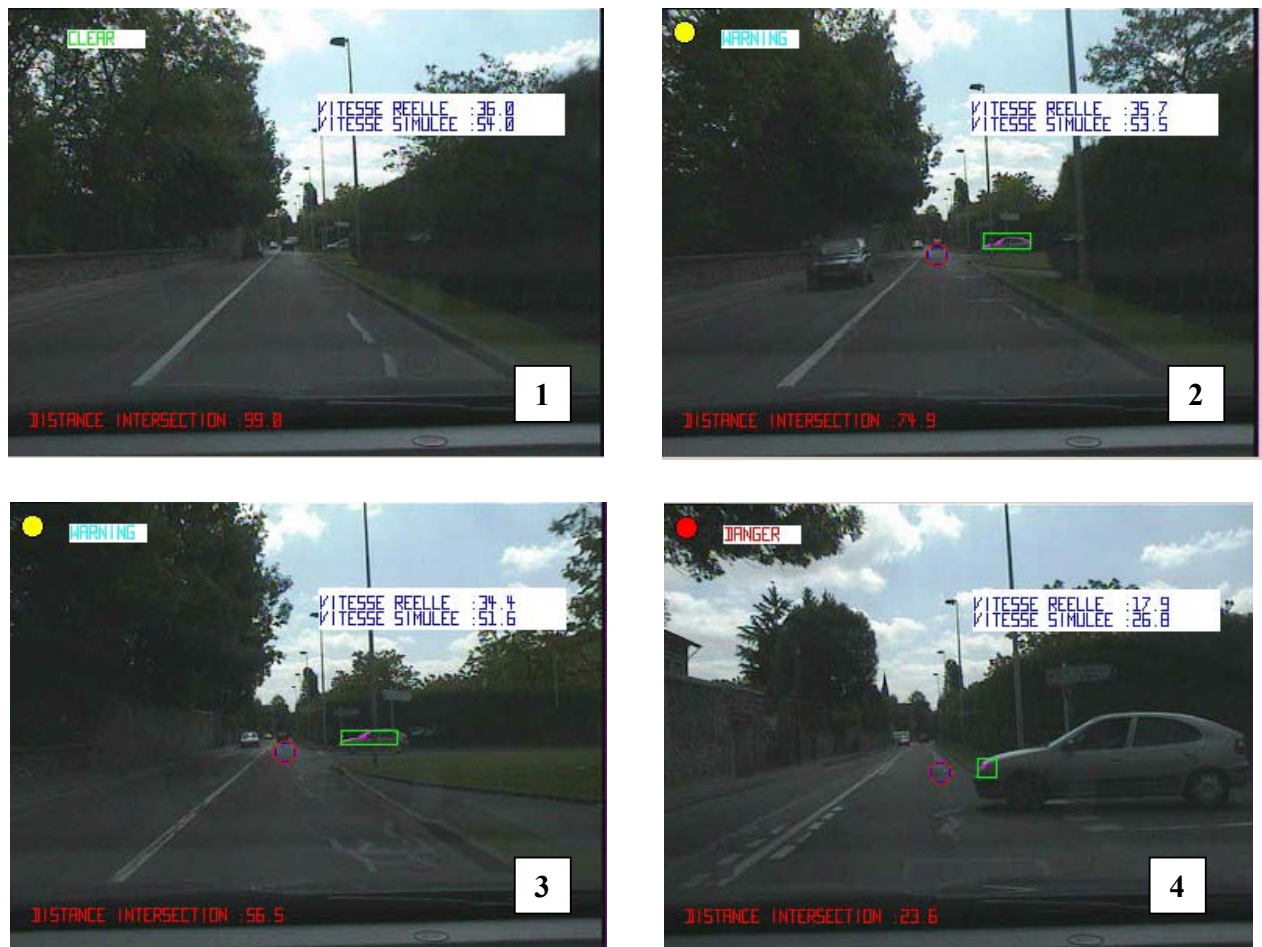 CLEAR
VITESSE REELLE :36.0
VITESSE SIMULEE :54.0
1
DISTANCE INTERSECTION :99.0
WARNING
VITESSE REELLE :35.7
VITESSE SIMULEE :53.5
2
DISTANCE INTERSECTION :74.9
WARNING
VITESSE REELLE :34.4
VITESSE SIMULEE :51.6
3
DISTANCE INTERSECTION :56.5
DANGER
VITESSE REELLE :17.9
VITESSE SIMULEE :26.8
4
DISTANCE INTERSECTION :23.6